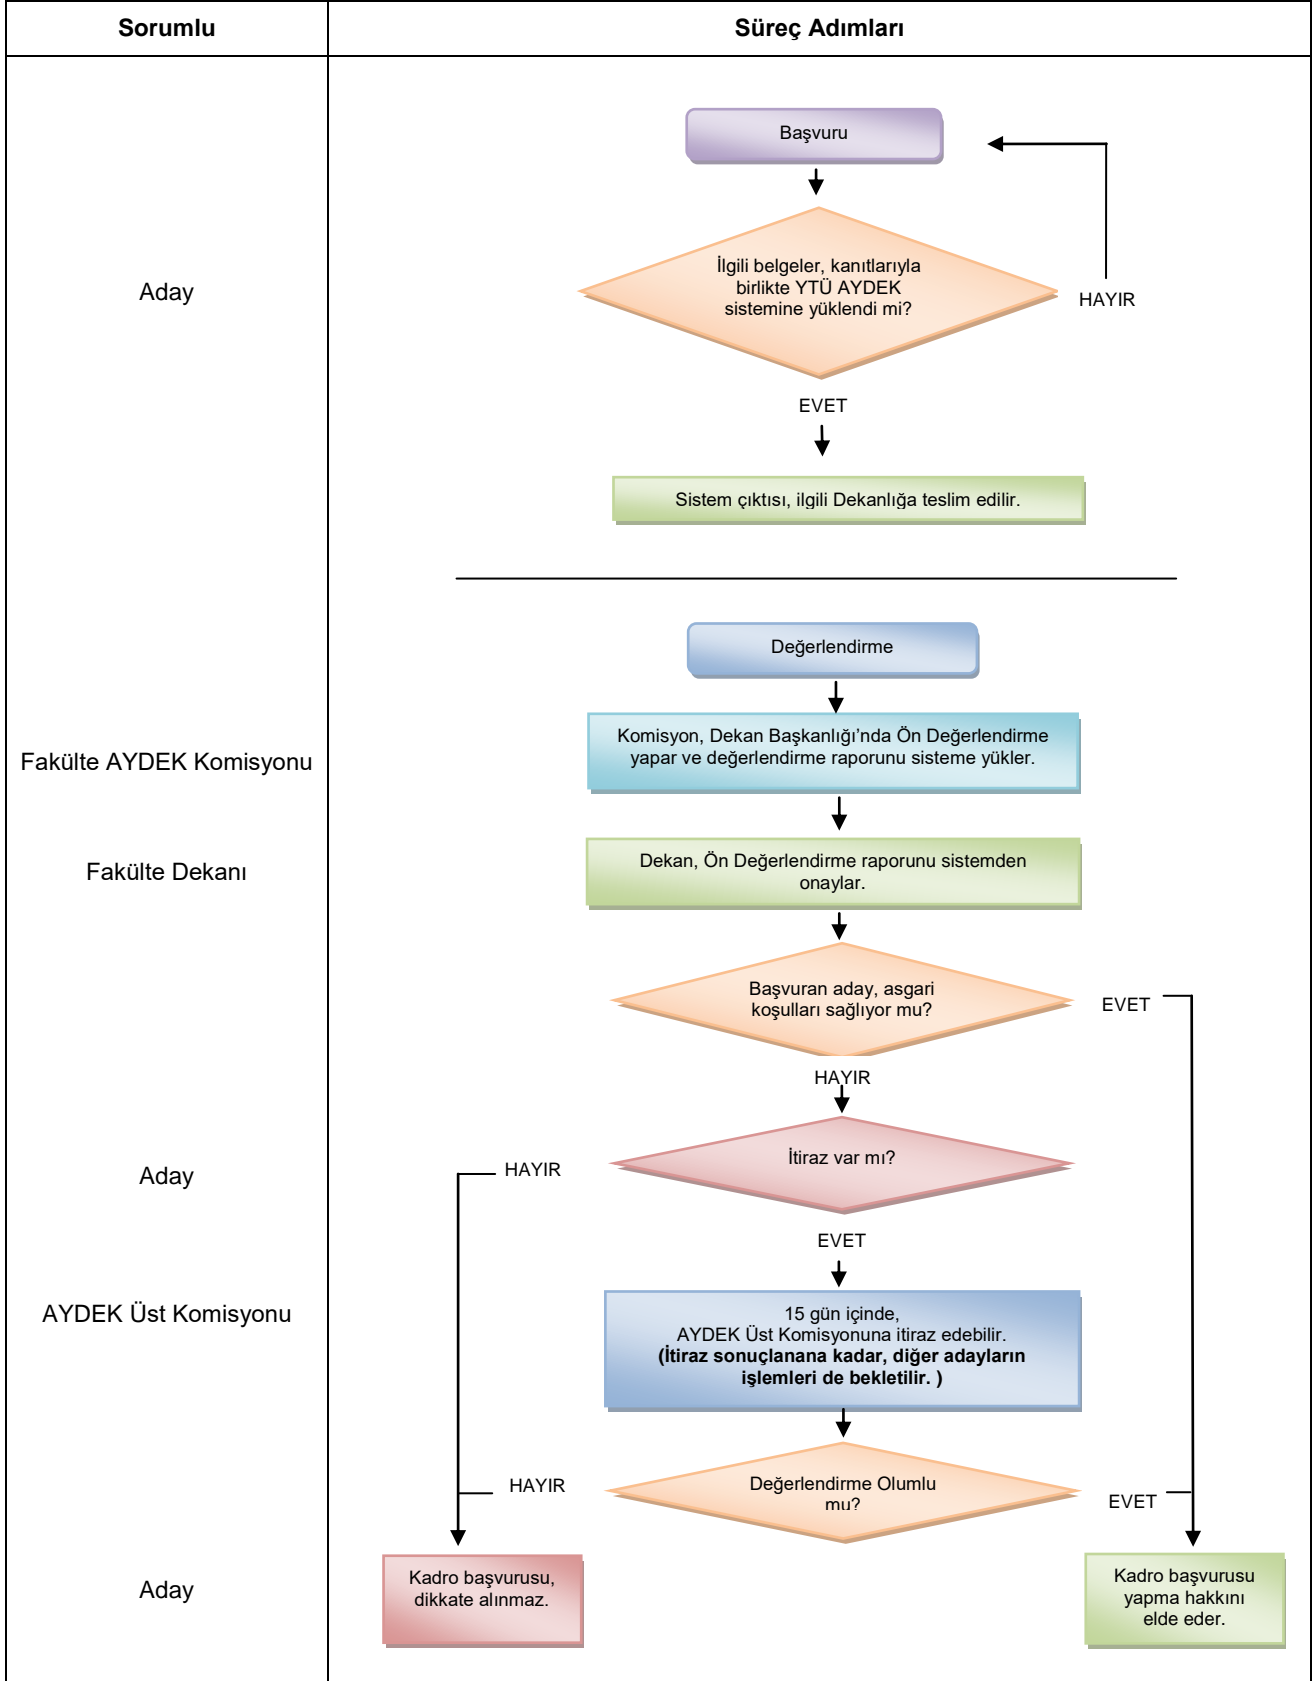 Sorumlu
Süreç Adımları
Başvuru
Aday
İlgili belgeler, kanıtlarıyla
birlikte YTÜ AYDEK
sistemine yüklendi mi?
HAYIR
EVET
Sistem çıktısı, ilgili Dekanlığa teslim edilir.
Değerlendirme
Fakülte AYDEK Komisyonu
Komisyon, Dekan Başkanlığı’nda Ön Değerlendirme
yapar ve değerlendirme raporunu sisteme yükler.
Fakülte Dekanı
Dekan, Ön Değerlendirme raporunu sistemden
onaylar.
Başvuran aday, asgari
koşulları sağlıyor mu?
EVET
HAYIR
Aday
İtiraz var mı?
HAYIR
EVET
AYDEK Üst Komisyonu
15 gün içinde,
AYDEK Üst Komisyonuna itiraz edebilir.
(İtiraz sonuçlanana kadar, diğer adayların
işlemleri de bekletilir. )
Değerlendirme Olumlu
mu?
HAYIR
EVET
Aday
Kadro başvurusu,
dikkate alınmaz.
Kadro başvurusu
yapma hakkını
elde eder.